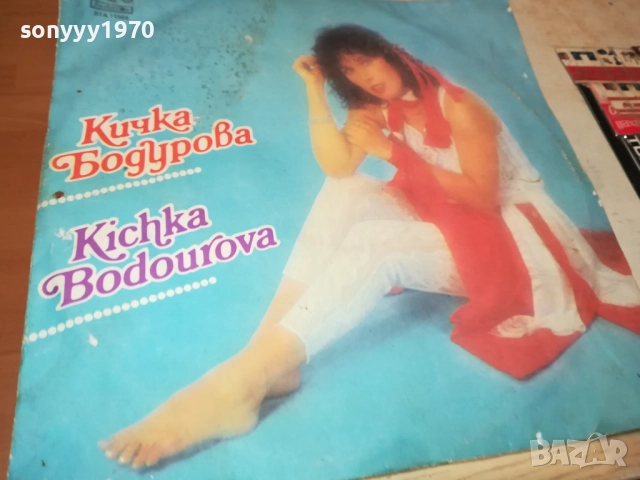 sonyyy1970
Кичка
Бодурова
Kichka
Bodourova
BAZAR